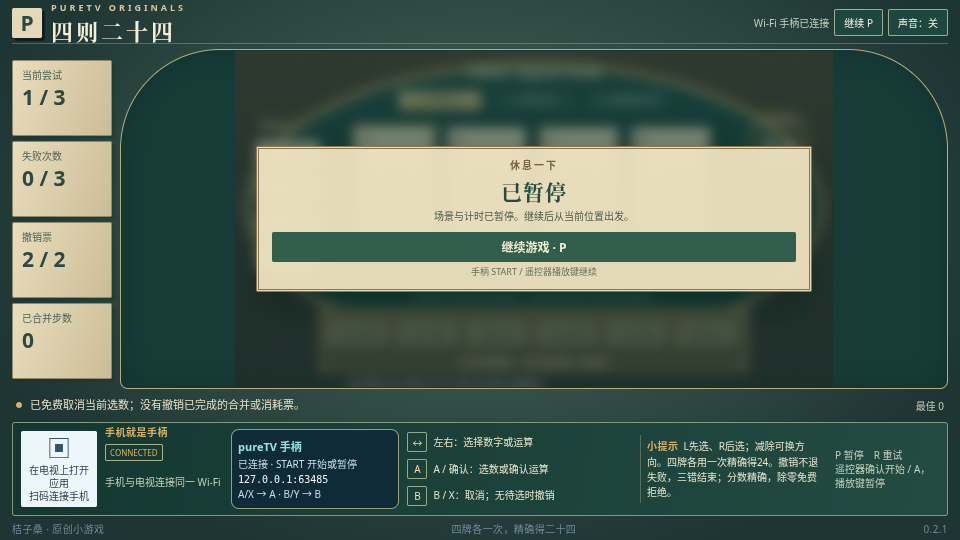 P
PURETV ORIGINALS
四则二十四
Wi-Fi 手柄已连接
继续 P
声音：关
当前尝试
1 / 3
失败次数
0 / 3
撤销票
2 / 2
已合并步数
0
休息一下
已暂停
场景与计时已暂停。继续后从当前位置出发。
继续游戏 · P
手柄 START / 遥控器播放键继续
已免费取消当前选数；没有撤销已完成的合并或消耗票。
最佳 0
在电视上打开
应用
扫码连接手机
手机就是手柄
CONNECTED
手机与电视连接同一 Wi-Fi
pureTV 手柄
已连接 · START 开始或暂停
127.0.0.1:63485
A/X → A · B/Y → B
↔ 左右：选择数字或运算
A A / 确认：选数或确认运算
B B / X：取消；无待选时撤销
小提示 L先选、R后选；减除可换方
向。四牌各用一次精确得24。撤销不退
失败，三错结束；分数精确，除零免费
拒绝。
P 暂停 R 重试
遥控器确认开始 / A，
播放键暂停
桔子桑 · 原创小游戏
四牌各一次，精确得二十四
0.2.1